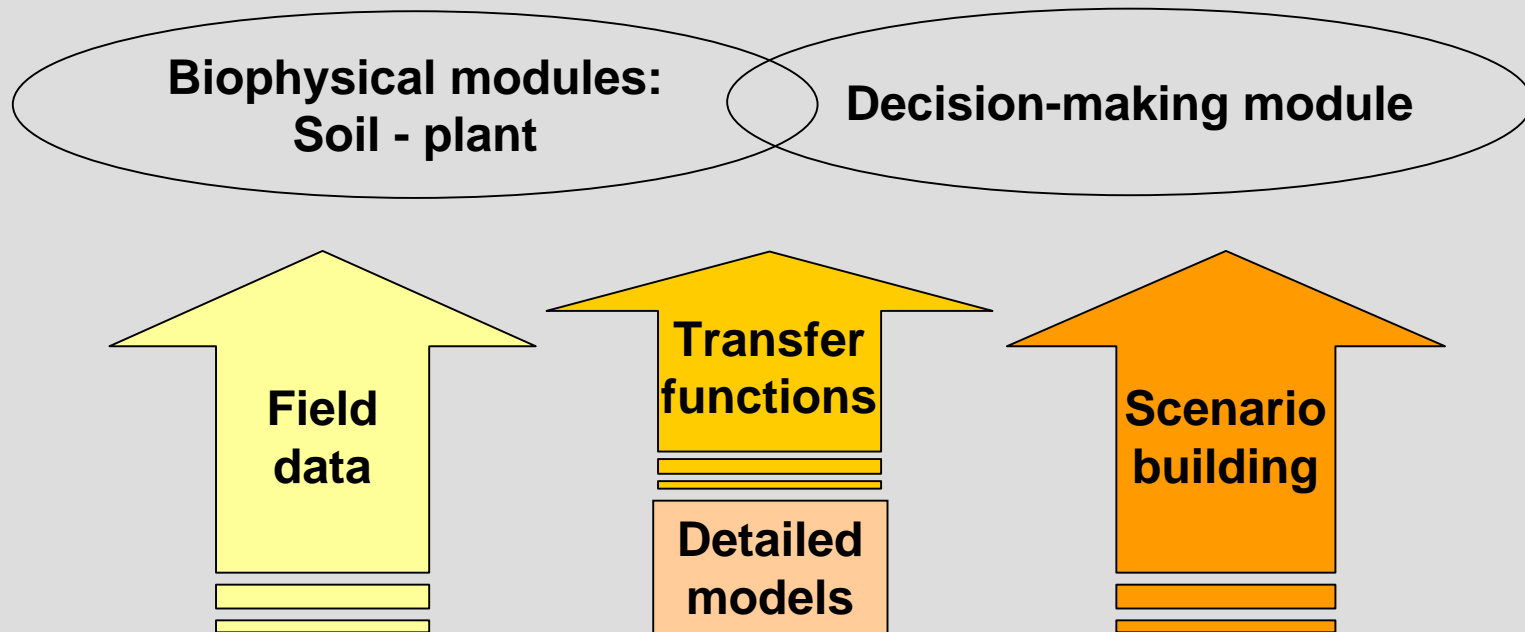 Biophysical modules:
Soil - plant
Decision-making module
Field
data
Transfer
functions
Detailed
models
Scenario
building